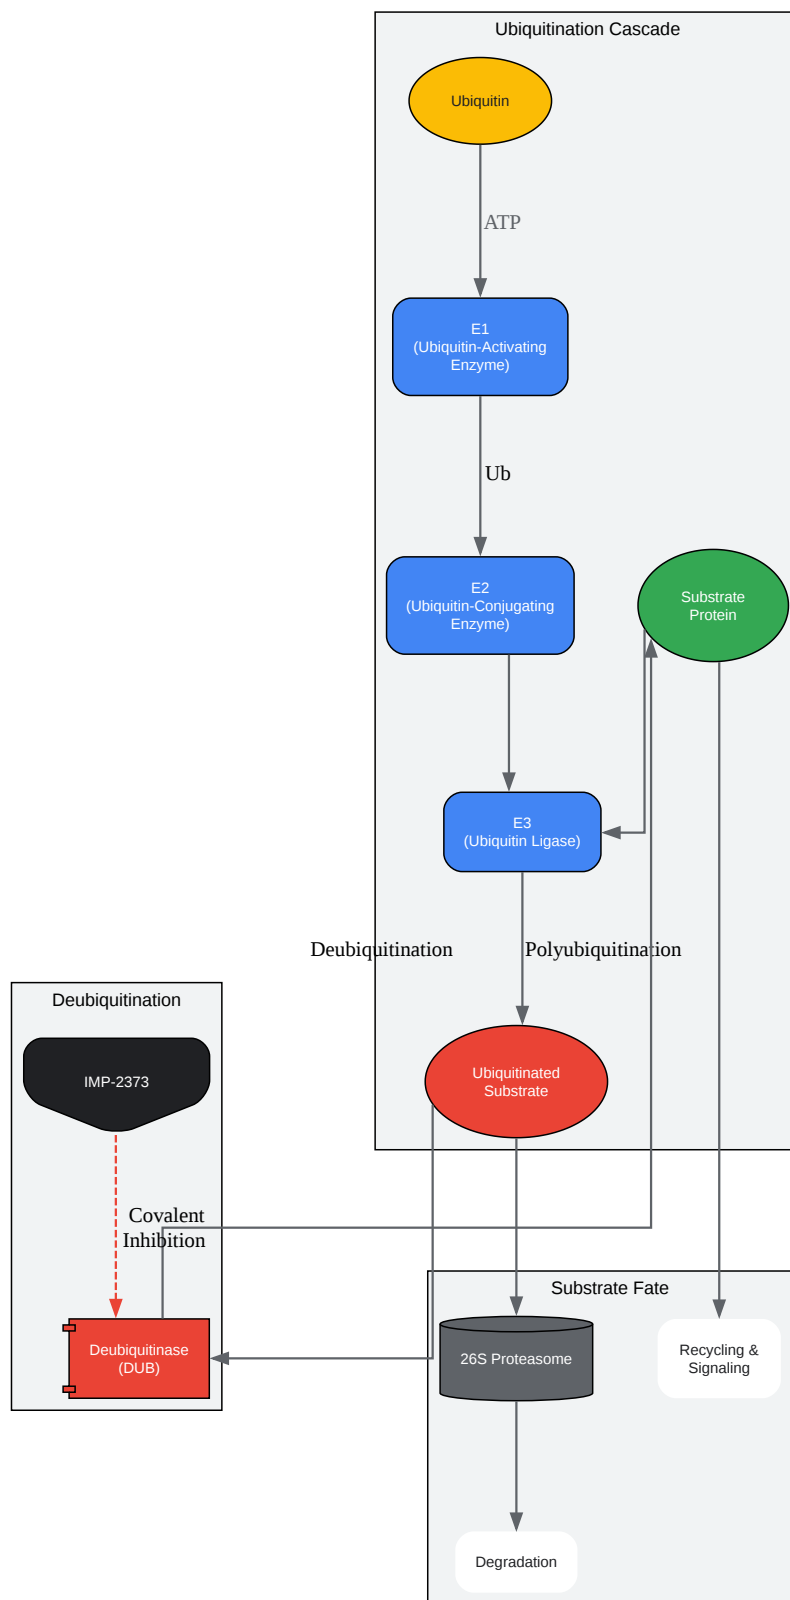 Ubiquitination Cascade
Ubiquitin
ATP
E1
(Ubiquitin-Activating
Enzyme)
Ub
E2
(Ubiquitin-Conjugating
Enzyme)
Substrate
Protein
E3
(Ubiquitin Ligase)
Deubiquitination
Polyubiquitination
Deubiquitination
IMP-2373
Ubiquitinated
Substrate
Covalent
Inhibition
Substrate Fate
Deubiquitinase
(DUB)
26S Proteasome
Recycling &
Signaling
Degradation